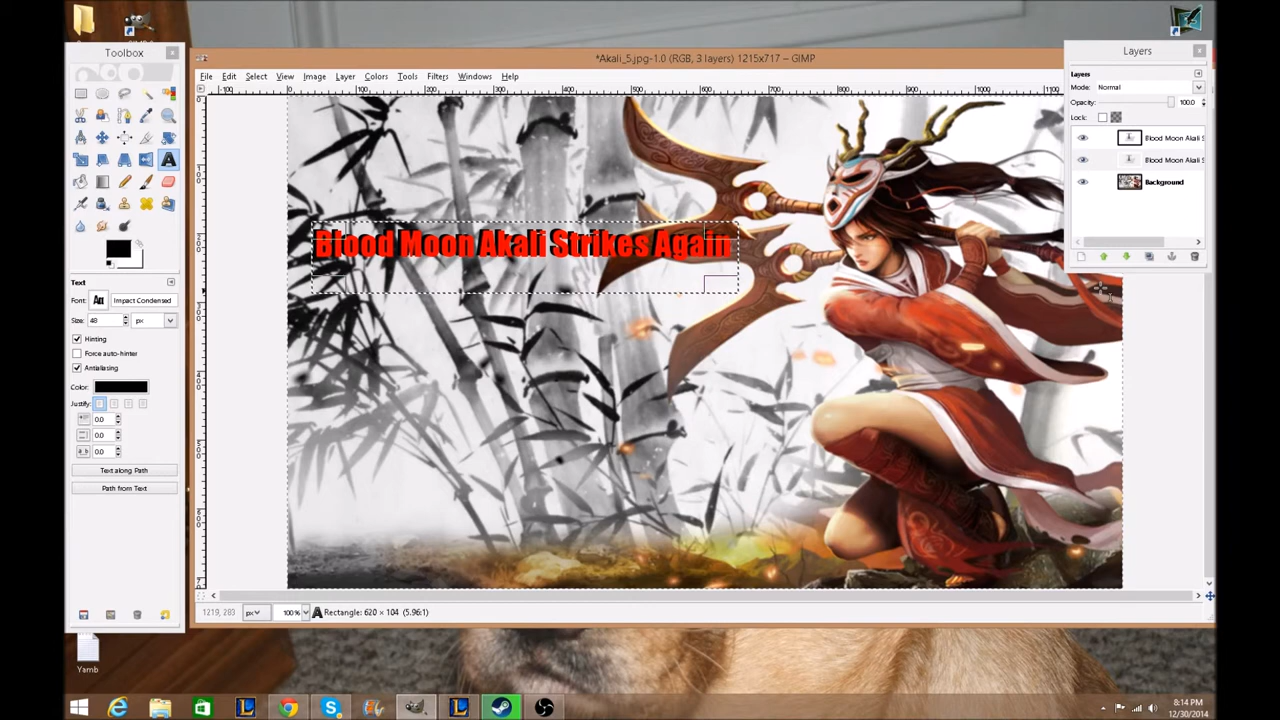 Toolbox
*Akali_5.jpg-1.0 (RGB, 3 layers) 1215x717 – GIMP
Layers
File Edit Select View Image Layer Colors Tools Filters Windows Help
Layers
Mode: Normal
Opacity: 100.0
Lock:
Blood Moon Akali S
Blood Moon Akali S
Background
Blood Moon Akali Strikes Again
Text
Font: Aa Impact Condensed
Size: 48 px
Hinting
Force auto-hinter
Antialiasing
Color:
Justify:
0.0
0.0
0.0
Text along Path
Path from Text
1219, 283 px 100% Rectangle: 620 × 104 (5.96:1)
Yamb
8:14 PM
12/30/2014